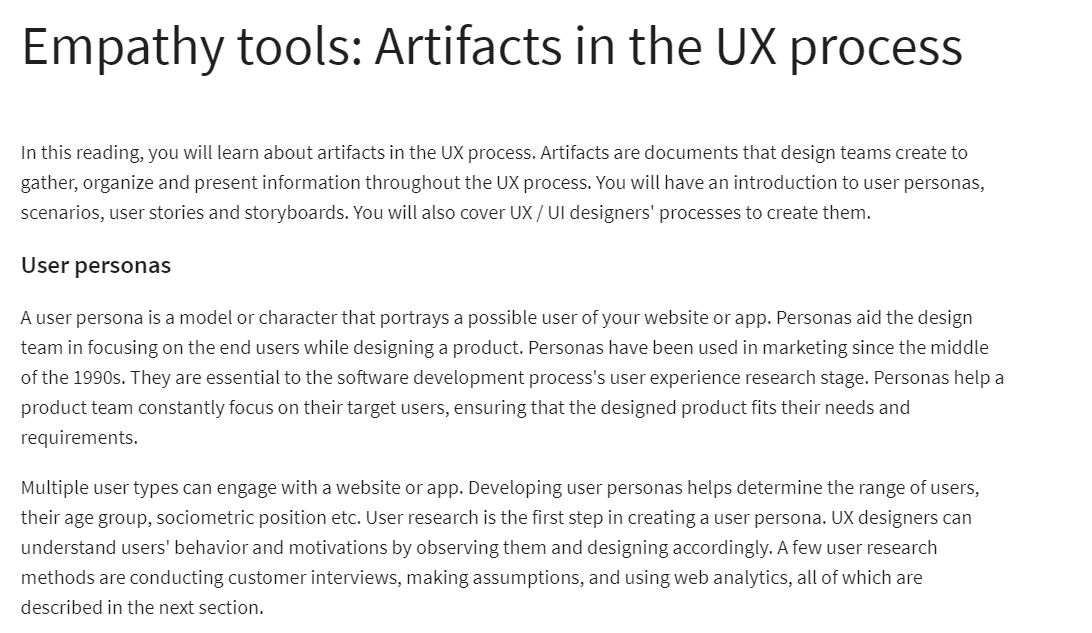 Empathy tools: Artifacts in the UX process
In this reading, you will learn about artifacts in the UX process. Artifacts are documents that design teams create to
gather, organize and present information throughout the UX process. You will have an introduction to user personas,
scenarios, user stories and storyboards. You will also cover UX / UI designers' processes to create them.
User personas
A user persona is a model or character that portrays a possible user of your website or app. Personas aid the design
team in focusing on the end users while designing a product. Personas have been used in marketing since the middle
of the 1990s. They are essential to the software development process's user experience research stage. Personas help a
product team constantly focus on their target users, ensuring that the designed product fits their needs and
requirements.
Multiple user types can engage with a website or app. Developing user personas helps determine the range of users,
their age group, sociometric position etc. User research is the first step in creating a user persona. UX designers can
understand users' behavior and motivations by observing them and designing accordingly. A few user research
methods are conducting customer interviews, making assumptions, and using web analytics, all of which are
described in the next section.